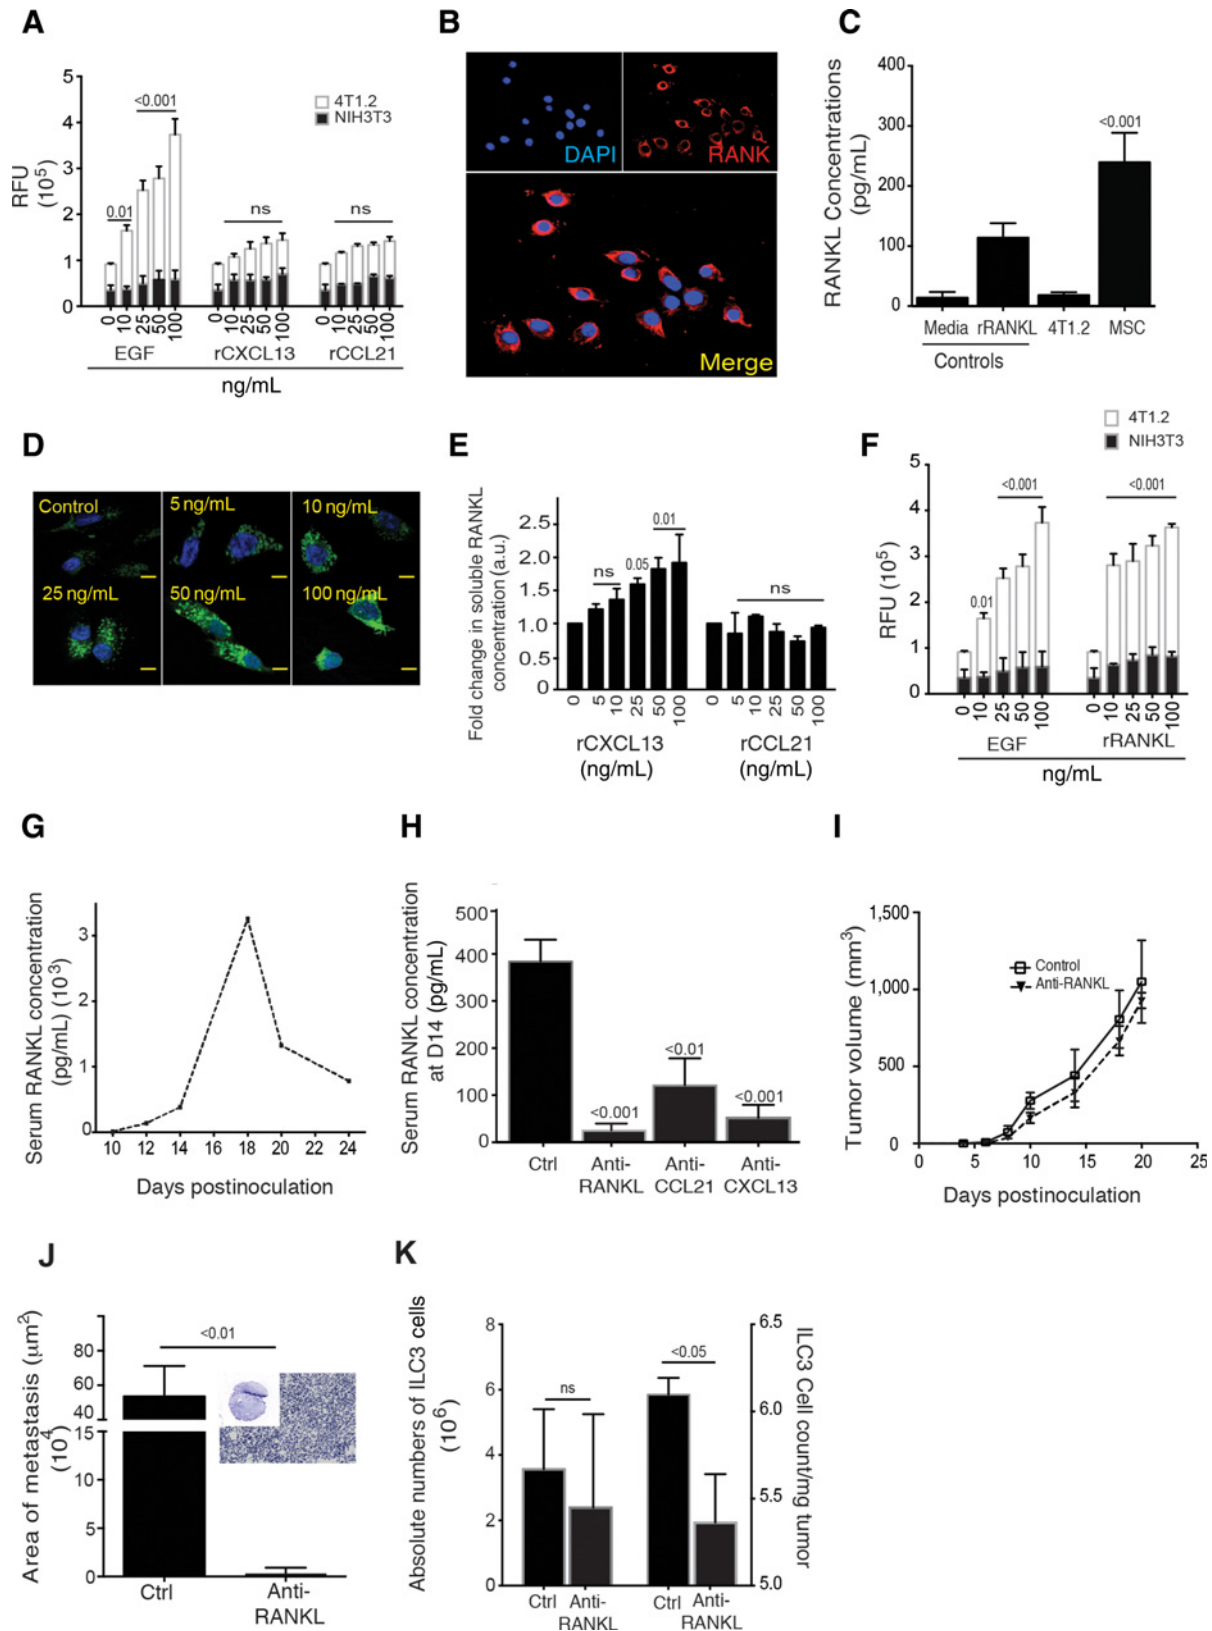 A
RFU
(10⁵)
5
4
3
2
1
0
<0.001
0.01
ns
ns
4T1.2
NIH3T3
0 10 25 50 100 0 10 25 50 100 0 10 25 50 100
EGF rCXCL13 rCCL21
ng/mL
B
DAPI
RANK
Merge
C
RANKL Concentrations
(pg/mL)
400
300
200
100
0
<0.001
Media rRANKL 4T1.2 MSC
Controls
D
Control 5 ng/mL 10 ng/mL
25 ng/mL 50 ng/mL 100 ng/mL
E
Fold change in soluble RANKL
concentration (a.u.)
2.5
2.0
1.5
1.0
0.5
0
ns
0.05
0.01
ns
0 5 10 25 50 100 0 5 10 25 50 100
rCXCL13 rCCL21
(ng/mL) (ng/mL)
F
4T1.2
NIH3T3
RFU (10⁵)
5
4
3
2
1
0
<0.001 <0.001
0.01
0 10 25 50 100 0 10 25 50 100
EGF rRANKL
ng/mL
G
Serum RANKL concentration
(pg/mL) (10³)
3
1
1
0
10 12 14 16 18 20 22 24
Days postinoculation
H
Serum RANKL concentration
at D14 (pg/mL)
500
400
300
200
100
0
<0.001
<0.01
<0.001
Ctrl Anti- Anti- Anti-
RANKL CCL21 CXCL13
I
Tumor volume (mm³)
1,500
1,000
500
0
Control
Anti-RANKL
0 5 10 15 20 25
Days postinoculation
J
Area of metastasis (µm²)
(10⁴)
80
60
40
15
10
5
0
<0.01
Ctrl Anti-
RANKL
K
Absolute numbers of ILC3 cells
(10⁶)
8
6
4
2
0
ns
<0.05
6.5
6.0
5.5
5.0
ILC3 Cell count/mg tumor
Ctrl Anti- Ctrl Anti-
RANKL RANKL